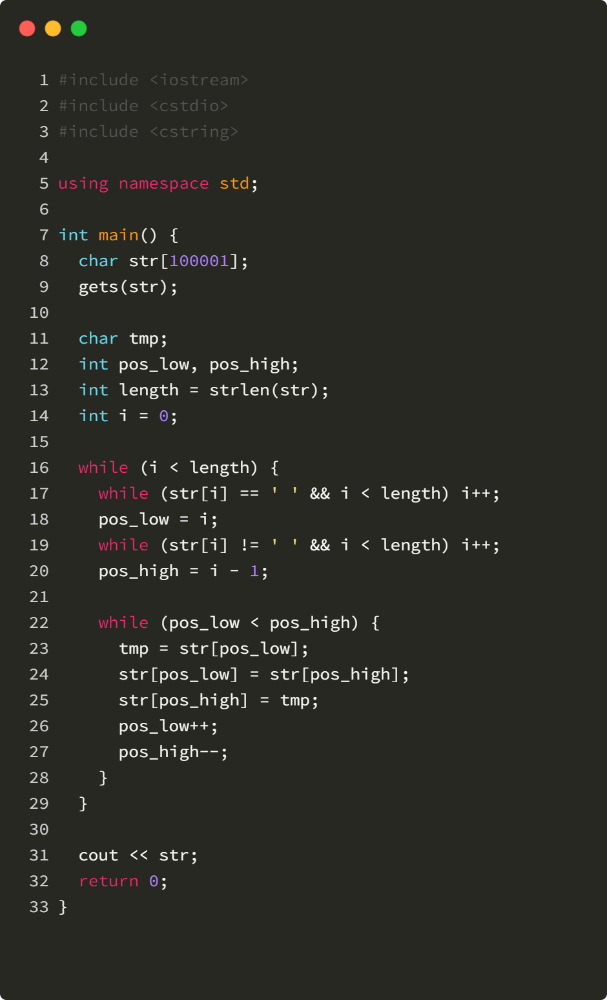 1 #include <iostream>
2 #include <cstdio>
3 #include <cstring>
4
5 using namespace std;
6
7 int main() {
8   char str[100001];
9   gets(str);
10
11   char tmp;
12   int pos_low, pos_high;
13   int length = strlen(str);
14   int i = 0;
15
16   while (i < length) {
17     while (str[i] == ' ' && i < length) i++;
18     pos_low = i;
19     while (str[i] != ' ' && i < length) i++;
20     pos_high = i - 1;
21
22     while (pos_low < pos_high) {
23       tmp = str[pos_low];
24       str[pos_low] = str[pos_high];
25       str[pos_high] = tmp;
26       pos_low++;
27       pos_high--;
28     }
29   }
30
31   cout << str;
32   return 0;
33 }